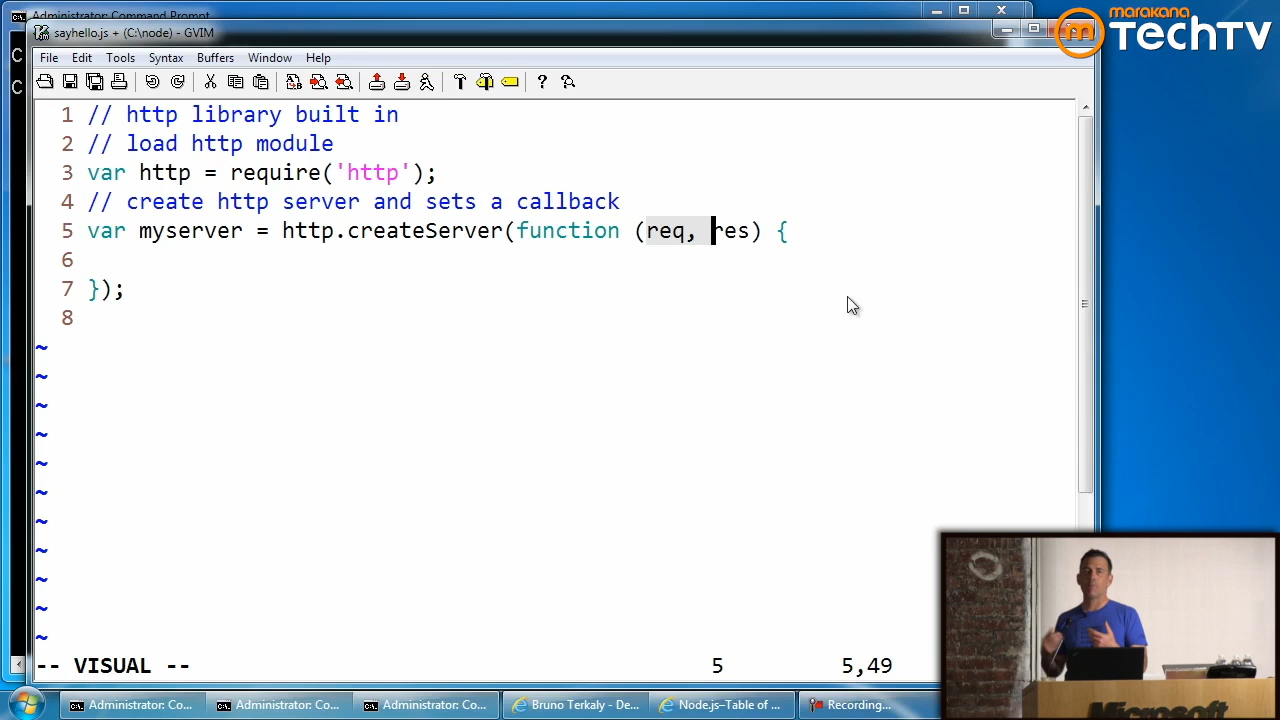 Administrator: Command Prompt
marakana
TechTV
sayhello.js + (C:\node) - GVIM
File Edit Tools Syntax Buffers Window Help
C
C
1 // http library built in
2 // load http module
3 var http = require('http');
4 // create http server and sets a callback
5 var myserver = http.createServer(function (req, res) {
6
7 });
8
~
~
~
~
~
~
~
~
~
~
~
-- VISUAL -- 5 5,49
Microsoft
Administrator: Co... Administrator: Co... Administrator: Co... Bruno Terkaly - De... Node.js–Table of ... Recording...